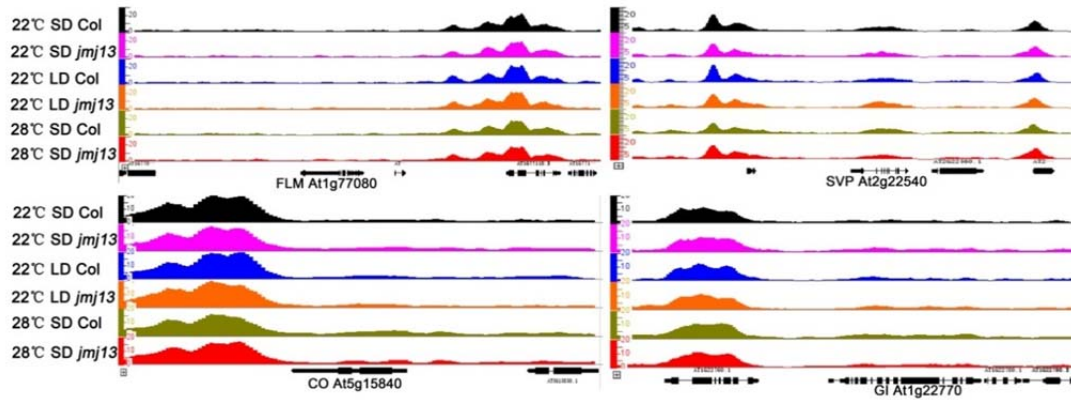 22℃ SD Col
22℃ SD jmj13
22℃ LD Col
22℃ LD jmj13
28℃ SD Col
28℃ SD jmj13
FLM At1g77080
SVP At2g22540
22℃ SD Col
22℃ SD jmj13
22℃ LD Col
22℃ LD jmj13
28℃ SD Col
28℃ SD jmj13
CO At5g15840
GI At1g22770